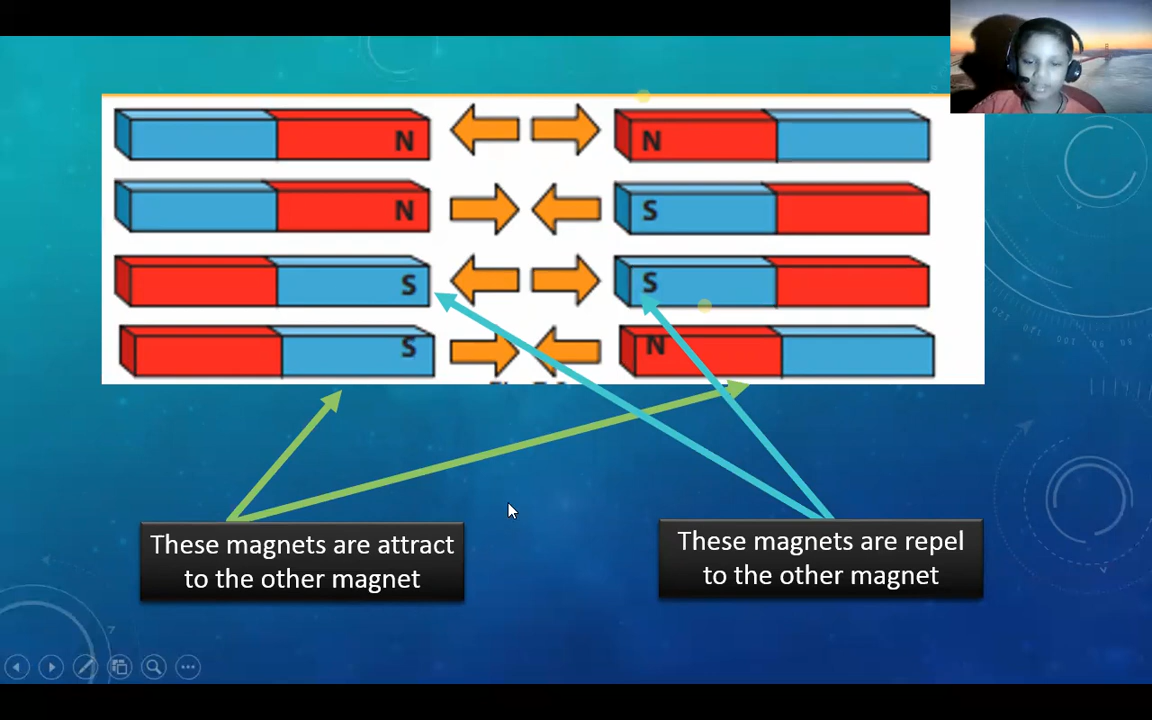 N N
N S
S S
S N
These magnets are attract
to the other magnet
These magnets are repel
to the other magnet